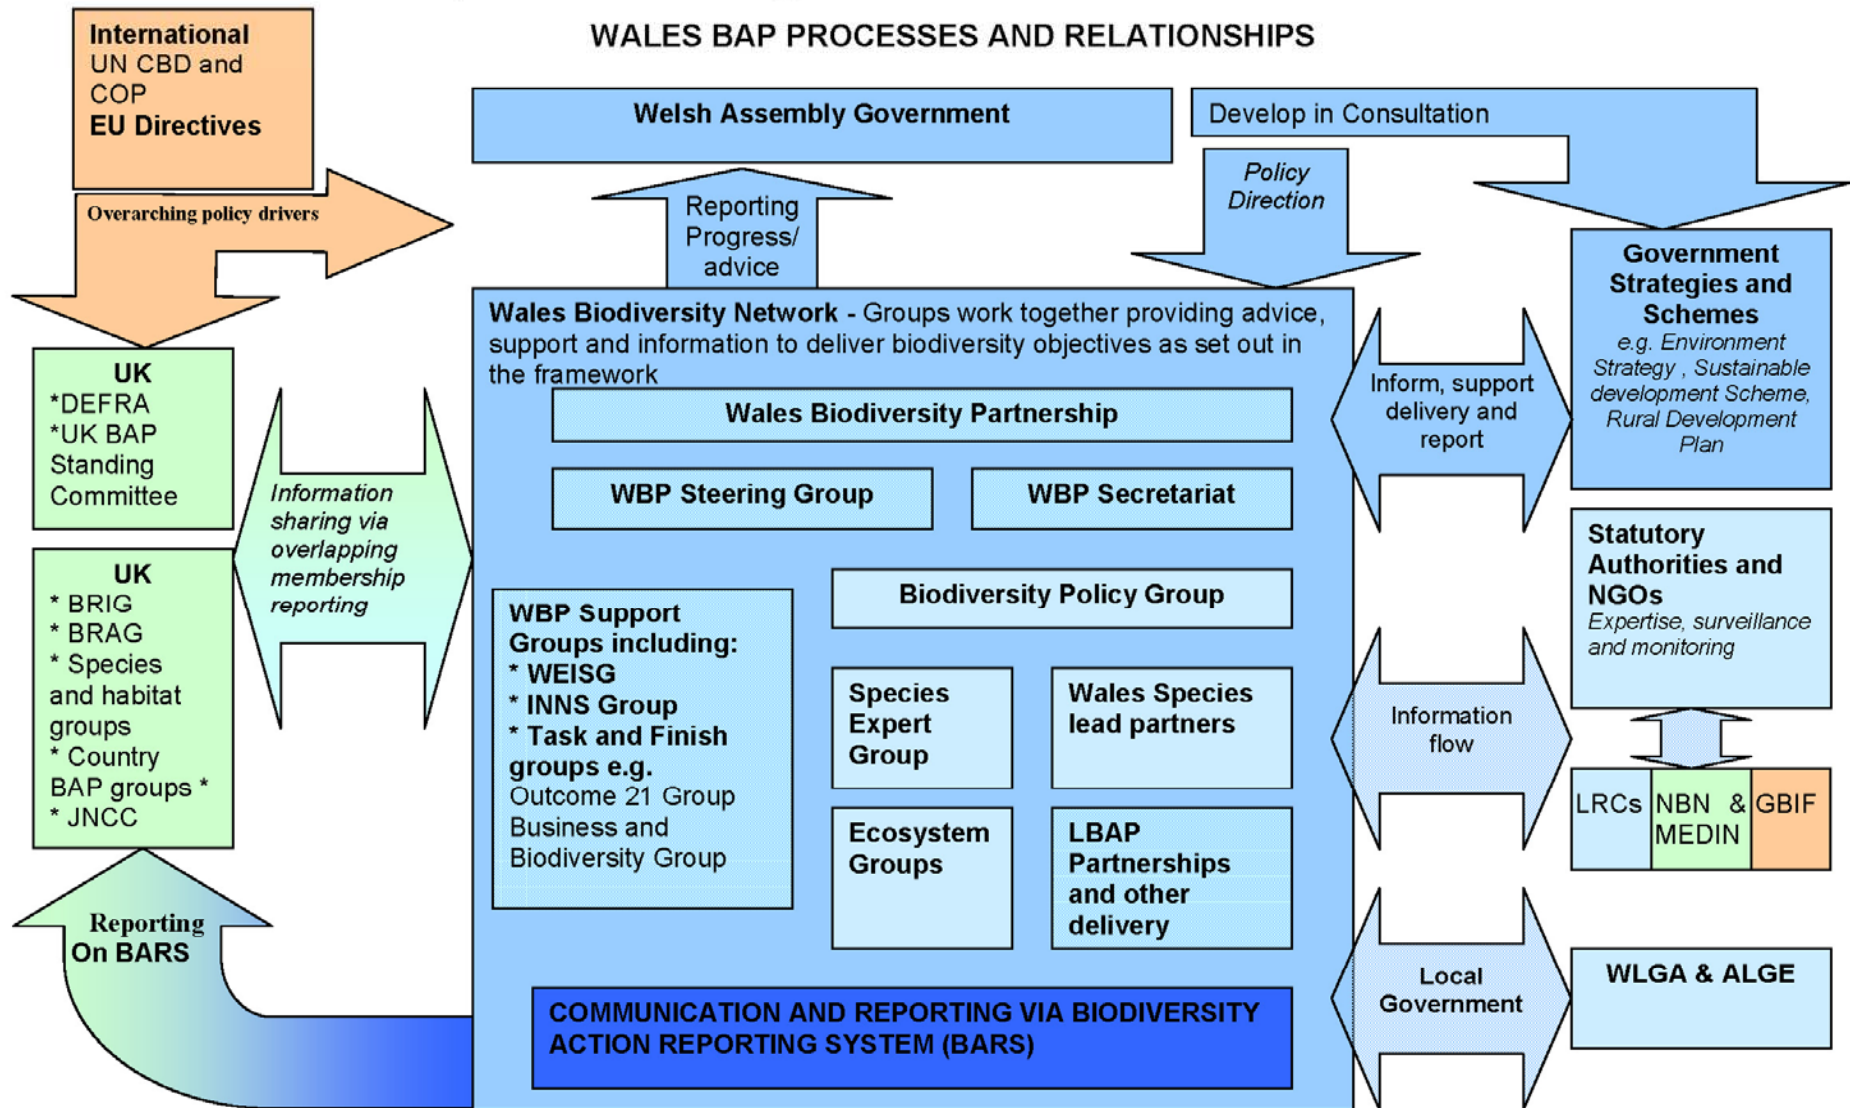 WALES BAP PROCESSES AND RELATIONSHIPS
International
UN CBD and
COP
EU Directives
Overarching policy drivers
Welsh Assembly Government
Develop in Consultation
Reporting
Progress/
advice
Policy
Direction
Government
Strategies and
Schemes
e.g. Environment
Strategy , Sustainable
development Scheme,
Rural Development
Plan
UK
*DEFRA
*UK BAP
Standing
Committee
UK
* BRIG
* BRAG
* Species
and habitat
groups
* Country
BAP groups *
* JNCC
Information
sharing via
overlapping
membership
reporting
Reporting
On BARS
Wales Biodiversity Network - Groups work together providing advice,
support and information to deliver biodiversity objectives as set out in
the framework
Wales Biodiversity Partnership
WBP Steering Group
WBP Secretariat
Biodiversity Policy Group
WBP Support
Groups including:
* WEISG
* INNS Group
* Task and Finish
groups e.g.
Outcome 21 Group
Business and
Biodiversity Group
Species
Expert
Group
Wales Species
lead partners
Ecosystem
Groups
LBAP
Partnerships
and other
delivery
COMMUNICATION AND REPORTING VIA BIODIVERSITY
ACTION REPORTING SYSTEM (BARS)
Inform, support
delivery and
report
Information
flow
Local
Government
Statutory
Authorities and
NGOs
Expertise, surveillance
and monitoring
LRCs
NBN &
MEDIN
GBIF
WLGA & ALGE